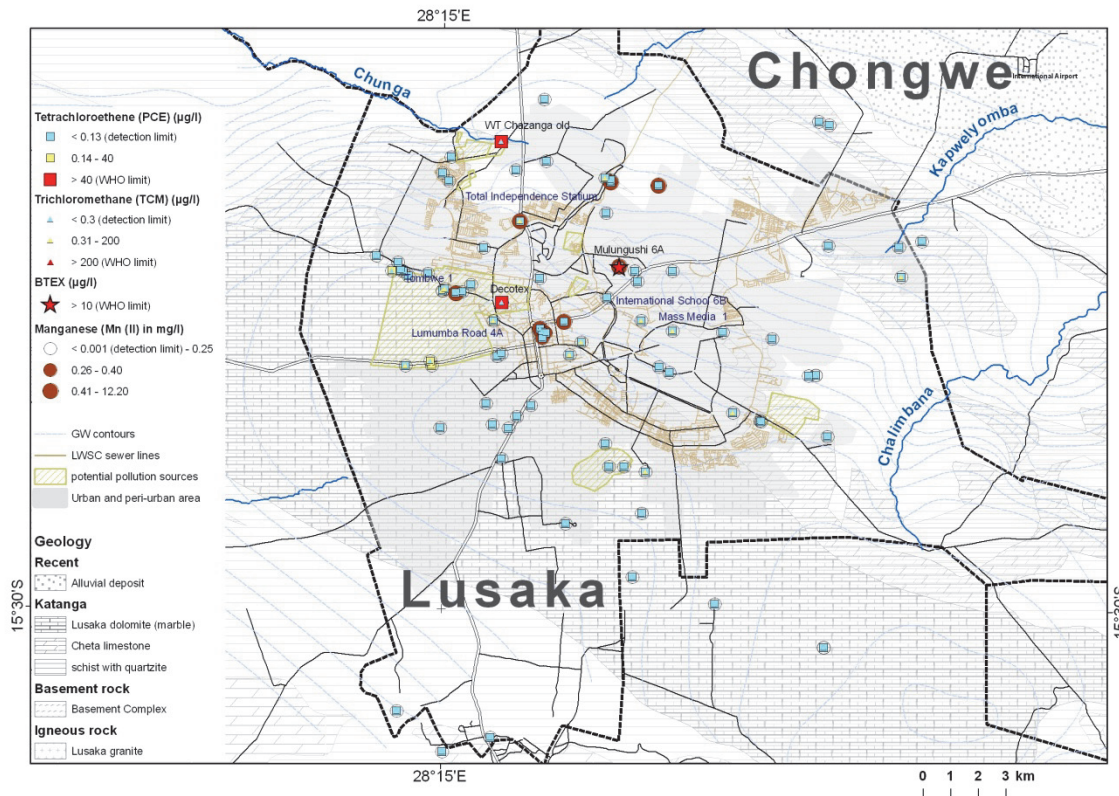 28°15'E
Chongwe
International Airport
Chunga
Kapwelyomba
WT Chazanga old
Total Independence Statium
Mulungushi 6A
Tombwe 1
Decotex
International School 6B
Mass Media 1
Lumumba Road 4A
Chalimbana
Lusaka
15°30'S
15°30'S
28°15'E
Tetrachloroethene (PCE) (µg/l)
< 0.13 (detection limit)
0.14 - 40
> 40 (WHO limit)
Trichloromethane (TCM) (µg/l)
< 0.3 (detection limit)
0.31 - 200
> 200 (WHO limit)
BTEX (µg/l)
> 10 (WHO limit)
Manganese (Mn (II) in mg/l)
< 0.001 (detection limit) - 0.25
0.26 - 0.40
0.41 - 12.20
GW contours
LWSC sewer lines
potential pollution sources
Urban and peri-urban area
Geology
Recent
Alluvial deposit
Katanga
Lusaka dolomite (marble)
Cheta limestone
schist with quartzite
Basement rock
Basement Complex
Igneous rock
Lusaka granite
0 1 2 3 km